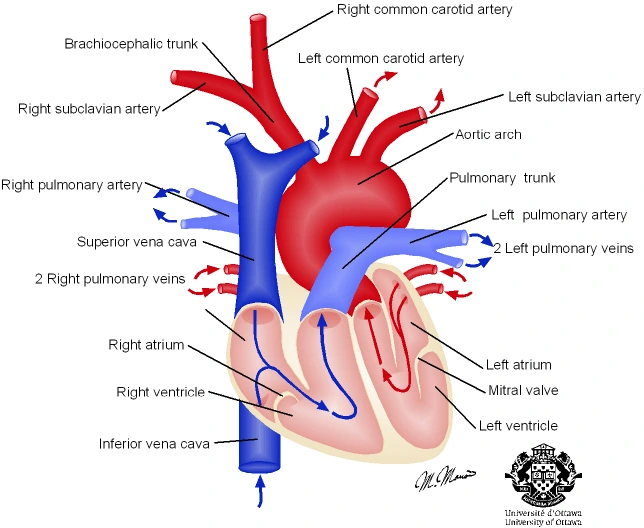 Right common carotid artery
Brachiocephalic trunk
Left common carotid artery
Right subclavian artery
Left subclavian artery
Aortic arch
Right pulmonary artery
Pulmonary trunk
Left pulmonary artery
Superior vena cava
2 Left pulmonary veins
2 Right pulmonary veins
Right atrium
Left atrium
Right ventricle
Mitral valve
Left ventricle
Inferior vena cava
Université d'Ottawa
University of Ottawa